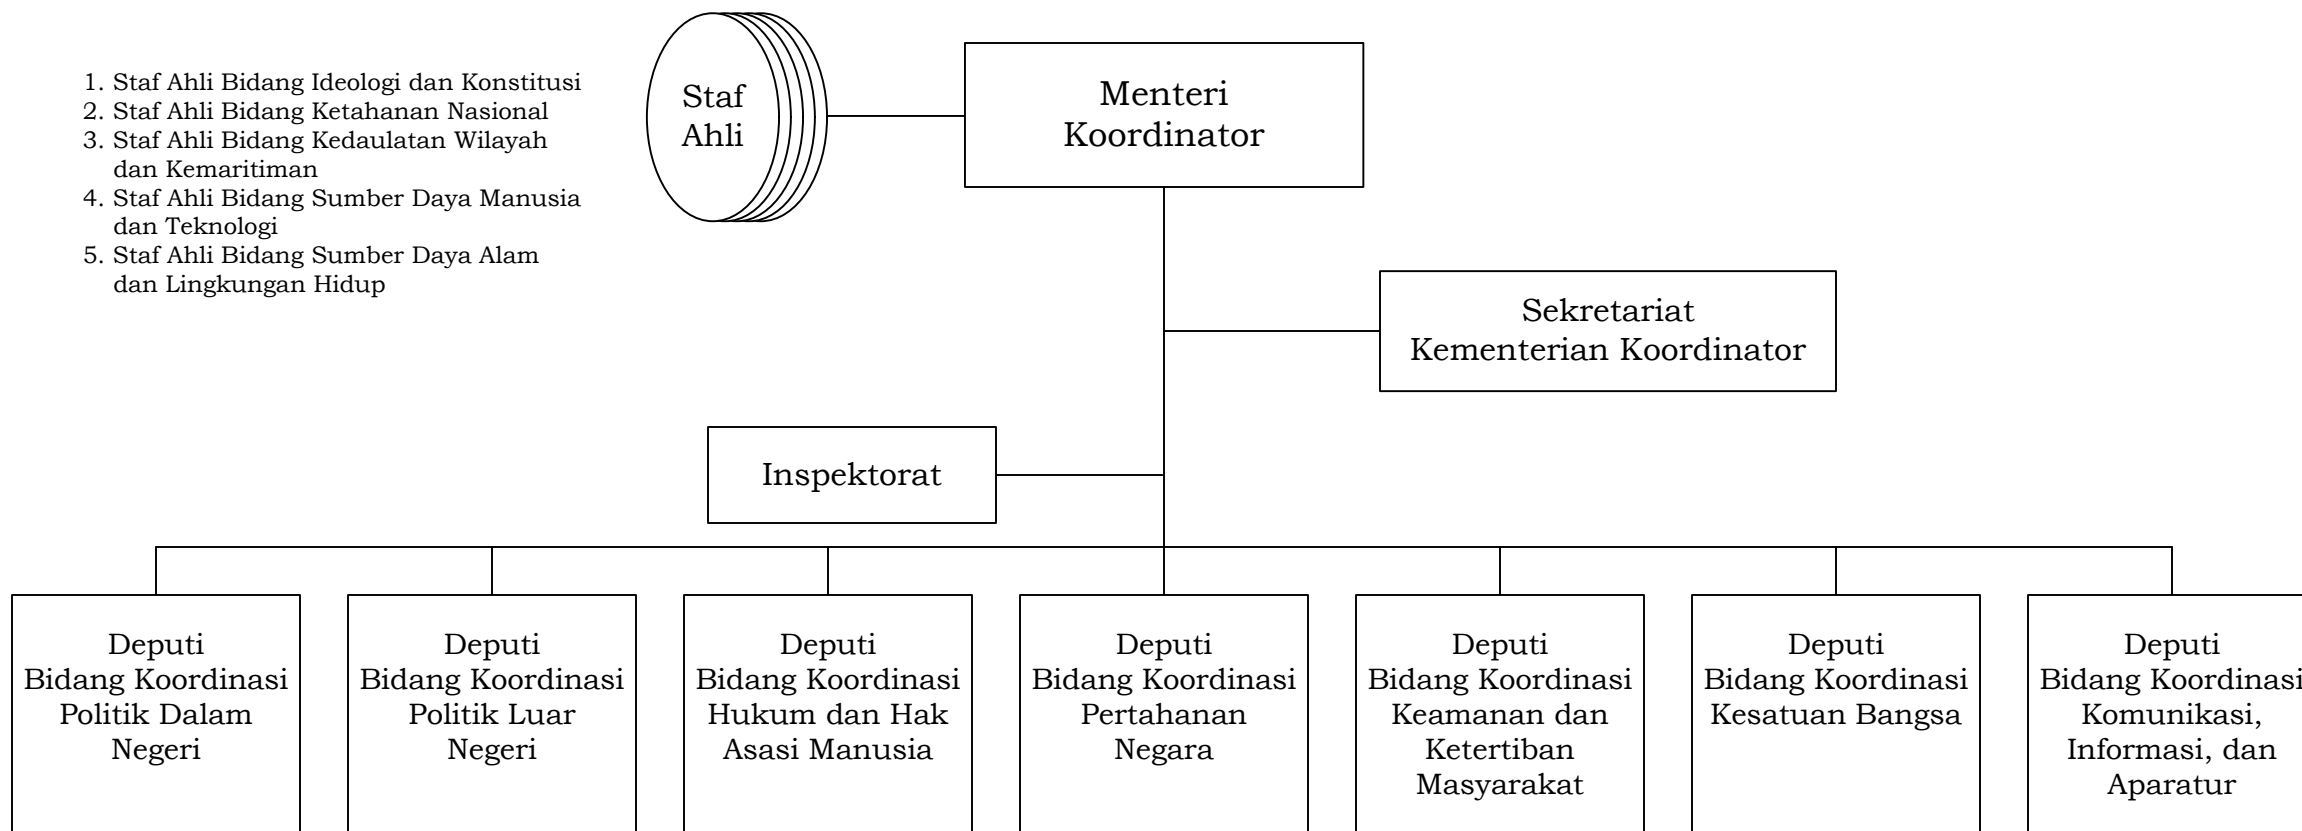 1. Staf Ahli Bidang Ideologi dan Konstitusi
2. Staf Ahli Bidang Ketahanan Nasional
3. Staf Ahli Bidang Kedaulatan Wilayah
dan Kemaritiman
4. Staf Ahli Bidang Sumber Daya Manusia
dan Teknologi
5. Staf Ahli Bidang Sumber Daya Alam
dan Lingkungan Hidup
Staf
Ahli
Menteri
Koordinator
Sekretariat
Kementerian Koordinator
Inspektorat
Deputi
Bidang Koordinasi
Politik Dalam
Negeri
Deputi
Bidang Koordinasi
Politik Luar
Negeri
Deputi
Bidang Koordinasi
Hukum dan Hak
Asasi Manusia
Deputi
Bidang Koordinasi
Pertahanan
Negara
Deputi
Bidang Koordinasi
Keamanan dan
Ketertiban
Masyarakat
Deputi
Bidang Koordinasi
Kesatuan Bangsa
Deputi
Bidang Koordinasi
Komunikasi,
Informasi, dan
Aparatur